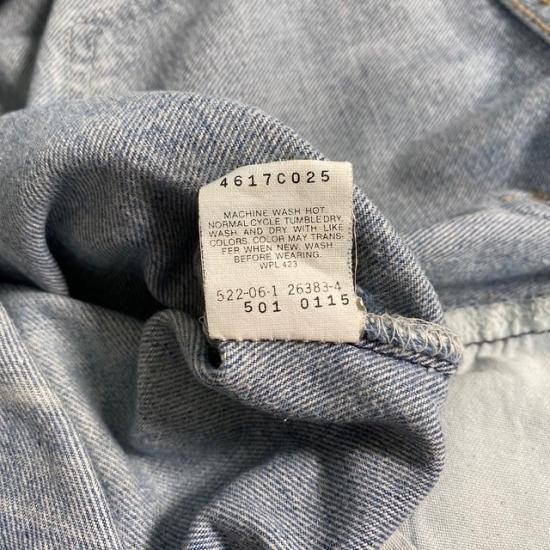 4617C025
MACHINE WASH HOT.
NORMAL CYCLE TUMBLE DRY.
WASH AND DRY WITH LIKE
COLORS. COLOR MAY TRANS-
FER WHEN NEW. WASH
BEFORE WEARING.
WPL 423
522-06-1 26383-4
501 0115